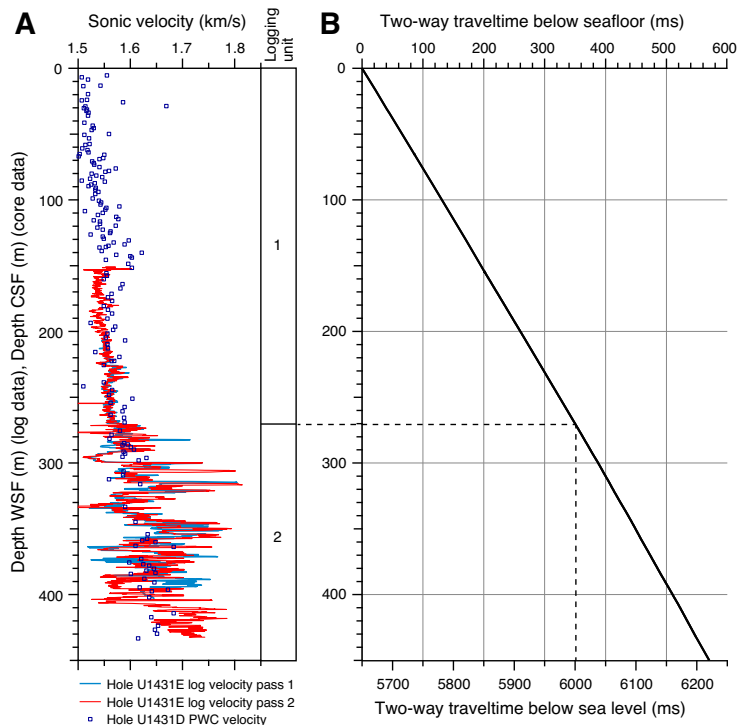 A
Sonic velocity (km/s)
1.5 1.6 1.7 1.8
Logging
unit
B
Two-way traveltime below seafloor (ms)
0 100 200 300 400 500 600
Depth WSF (m) (log data), Depth CSF (m) (core data)
0
100
200
300
400
1
2
0
100
200
300
400
5700 5800 5900 6000 6100 6200
Two-way traveltime below sea level (ms)
Hole U1431E log velocity pass 1
Hole U1431E log velocity pass 2
Hole U1431D PWC velocity